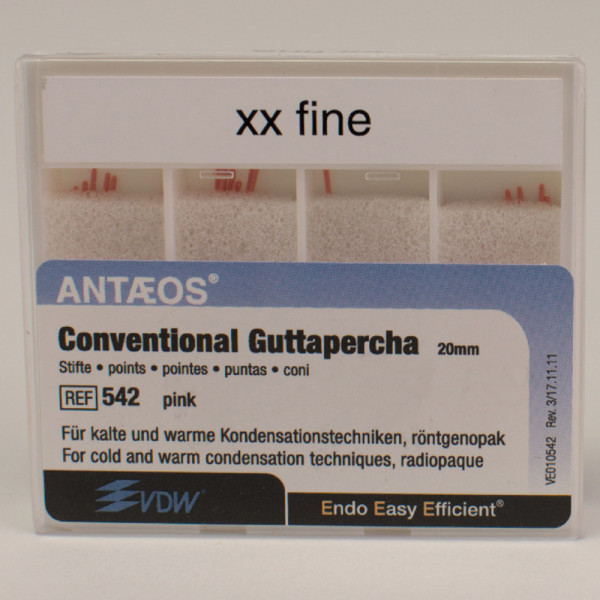 xx fine
ANTÆOS®
Conventional Guttapercha 20mm
Stifte • points • pointes • puntas • coni
REF 542 pink
Für kalte und warme Kondensationstechniken, röntgenopak
For cold and warm condensation techniques, radiopaque
VE010542 Rev. 3/17.11.11
VDW®
Endo Easy Efficient®